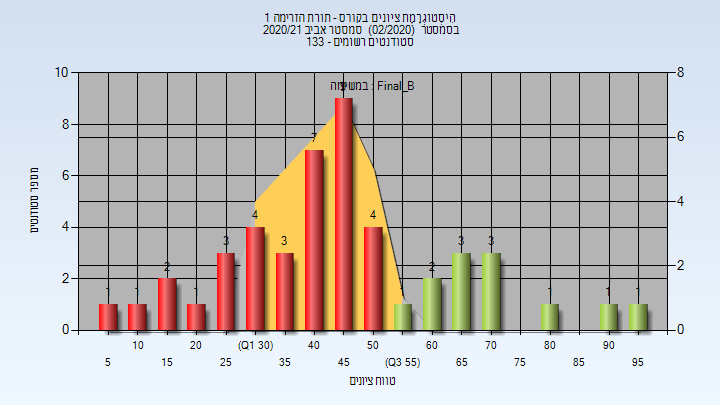 היסטוגרמת ציונים בקורס - תורת הזרימה 1
בסמסטר (02/2020) סמסטר אביב 2020/21
סטודנטים רשומים - 133
במשימה : Final_B
מספר סטודנטים
10
8
6
4
2
0
8
6
4
2
0
1 1 2 1 3 4 3 7 9 4 1 2 3 3 1 1 1
10 20 (Q1 30) 40 50 60 70 80 90
5 15 25 35 45 (Q3 55) 65 75 85 95
טווח ציונים